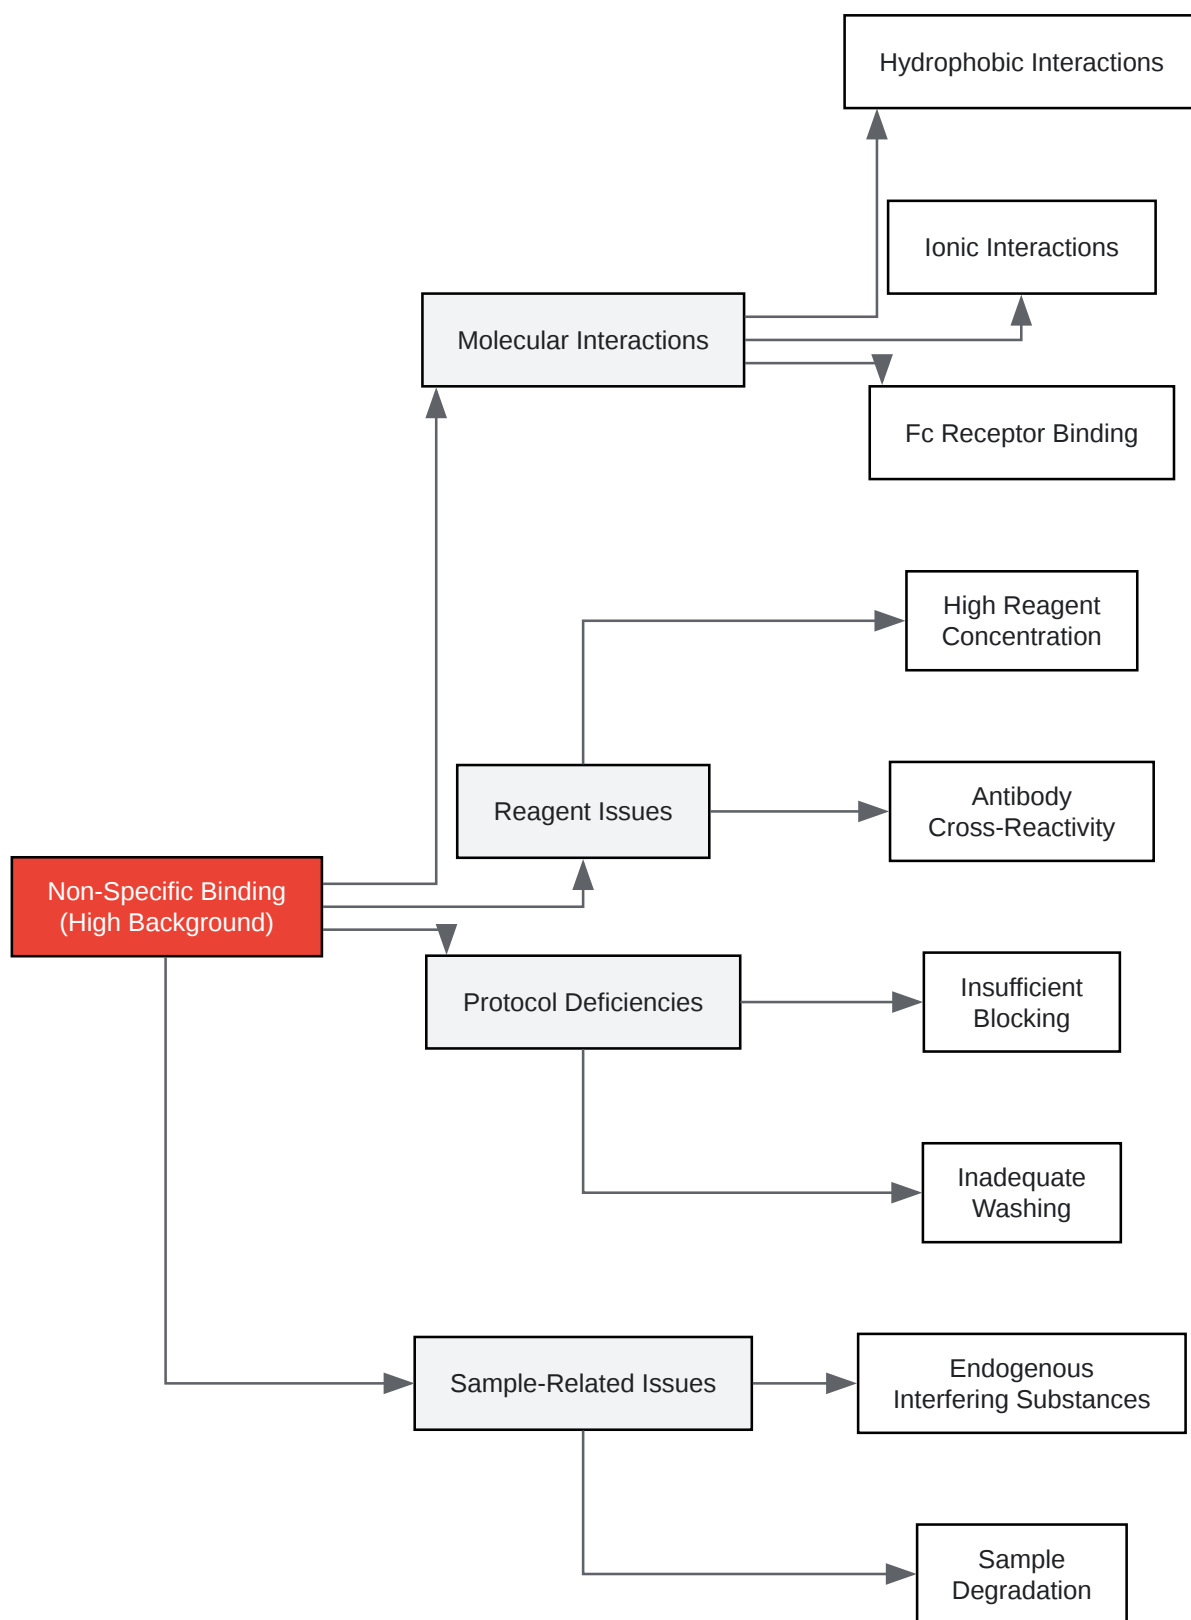 Hydrophobic Interactions
Ionic Interactions
Molecular Interactions
Fc Receptor Binding
High Reagent
Concentration
Reagent Issues
Antibody
Cross-Reactivity
Non-Specific Binding
(High Background)
Protocol Deficiencies
Insufficient
Blocking
Inadequate
Washing
Sample-Related Issues
Endogenous
Interfering Substances
Sample
Degradation